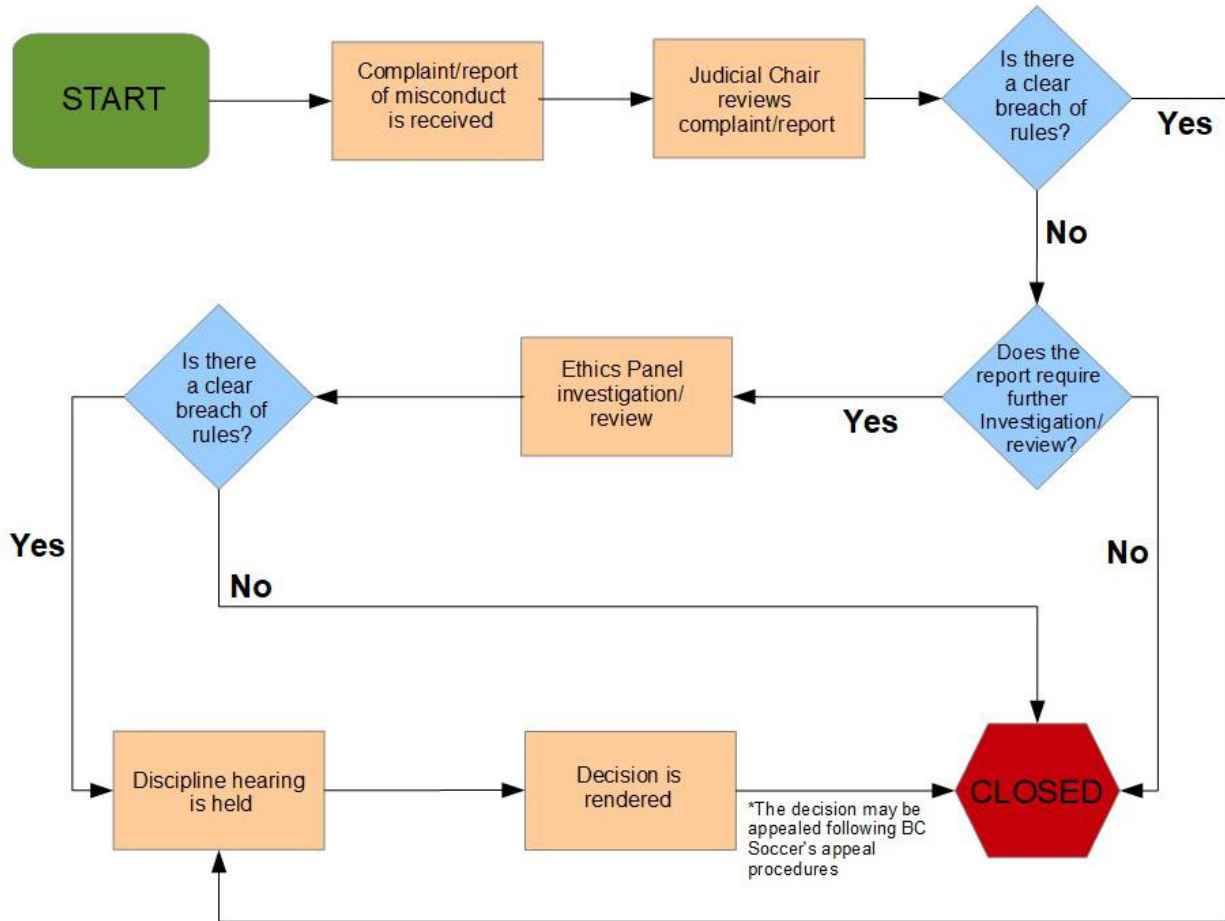 START
Complaint/report
of misconduct
is received
Judicial Chair
reviews
complaint/report
Is there
a clear
breach of
rules?
Yes
No
Does the
report require
further
Investigation/
review?
Yes
No
Ethics Panel
investigation/
review
Is there
a clear
breach of
rules?
Yes
No
Discipline hearing
is held
Decision is
rendered
*The decision may be
appealed following BC
Soccer's appeal
procedures
CLOSED